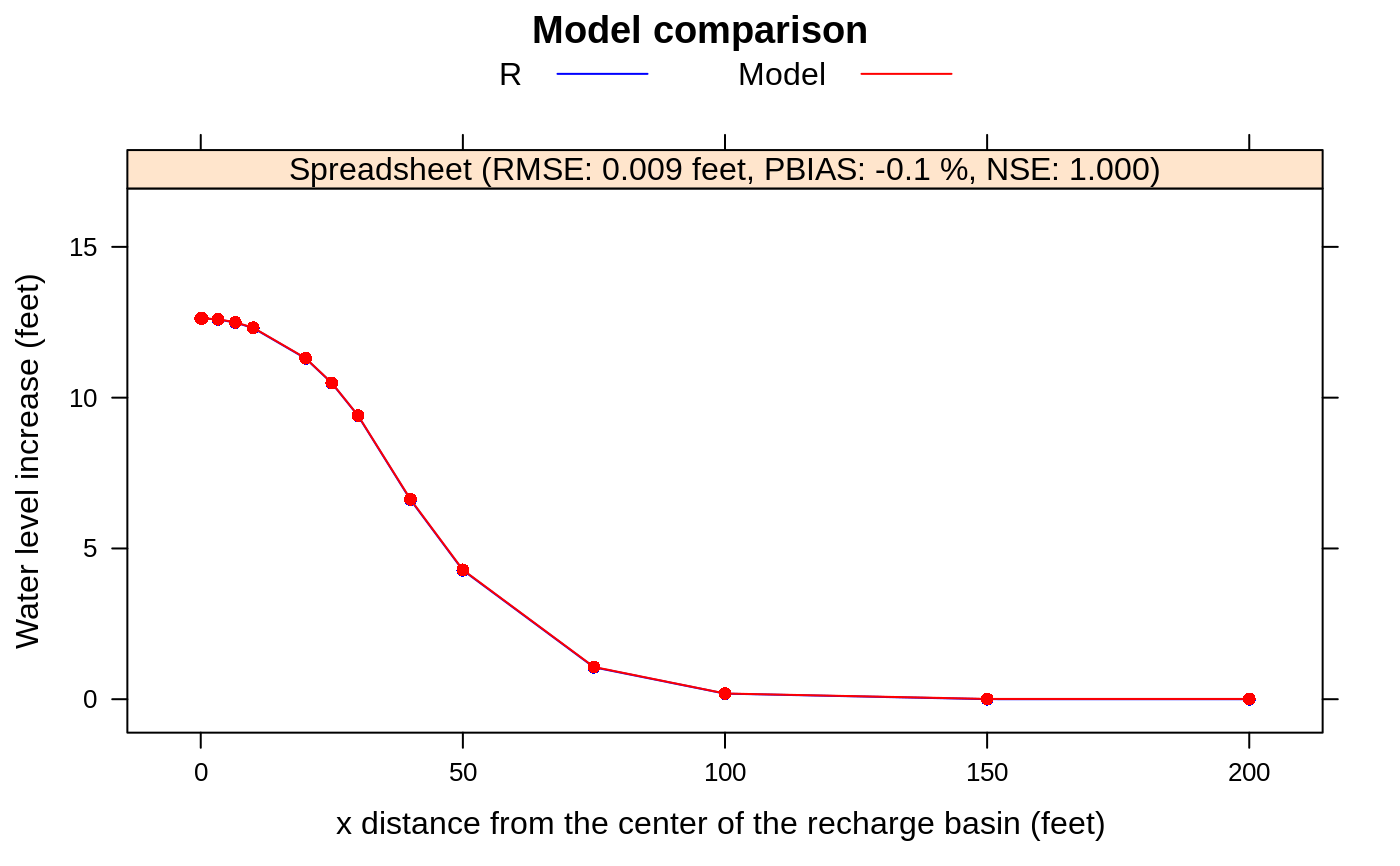 Model comparison
R Model
Spreadsheet (RMSE: 0.009 feet, PBIAS: -0.1 %, NSE: 1.000)
Water level increase (feet)
15
10
5
0
0 50 100 150 200
x distance from the center of the recharge basin (feet)